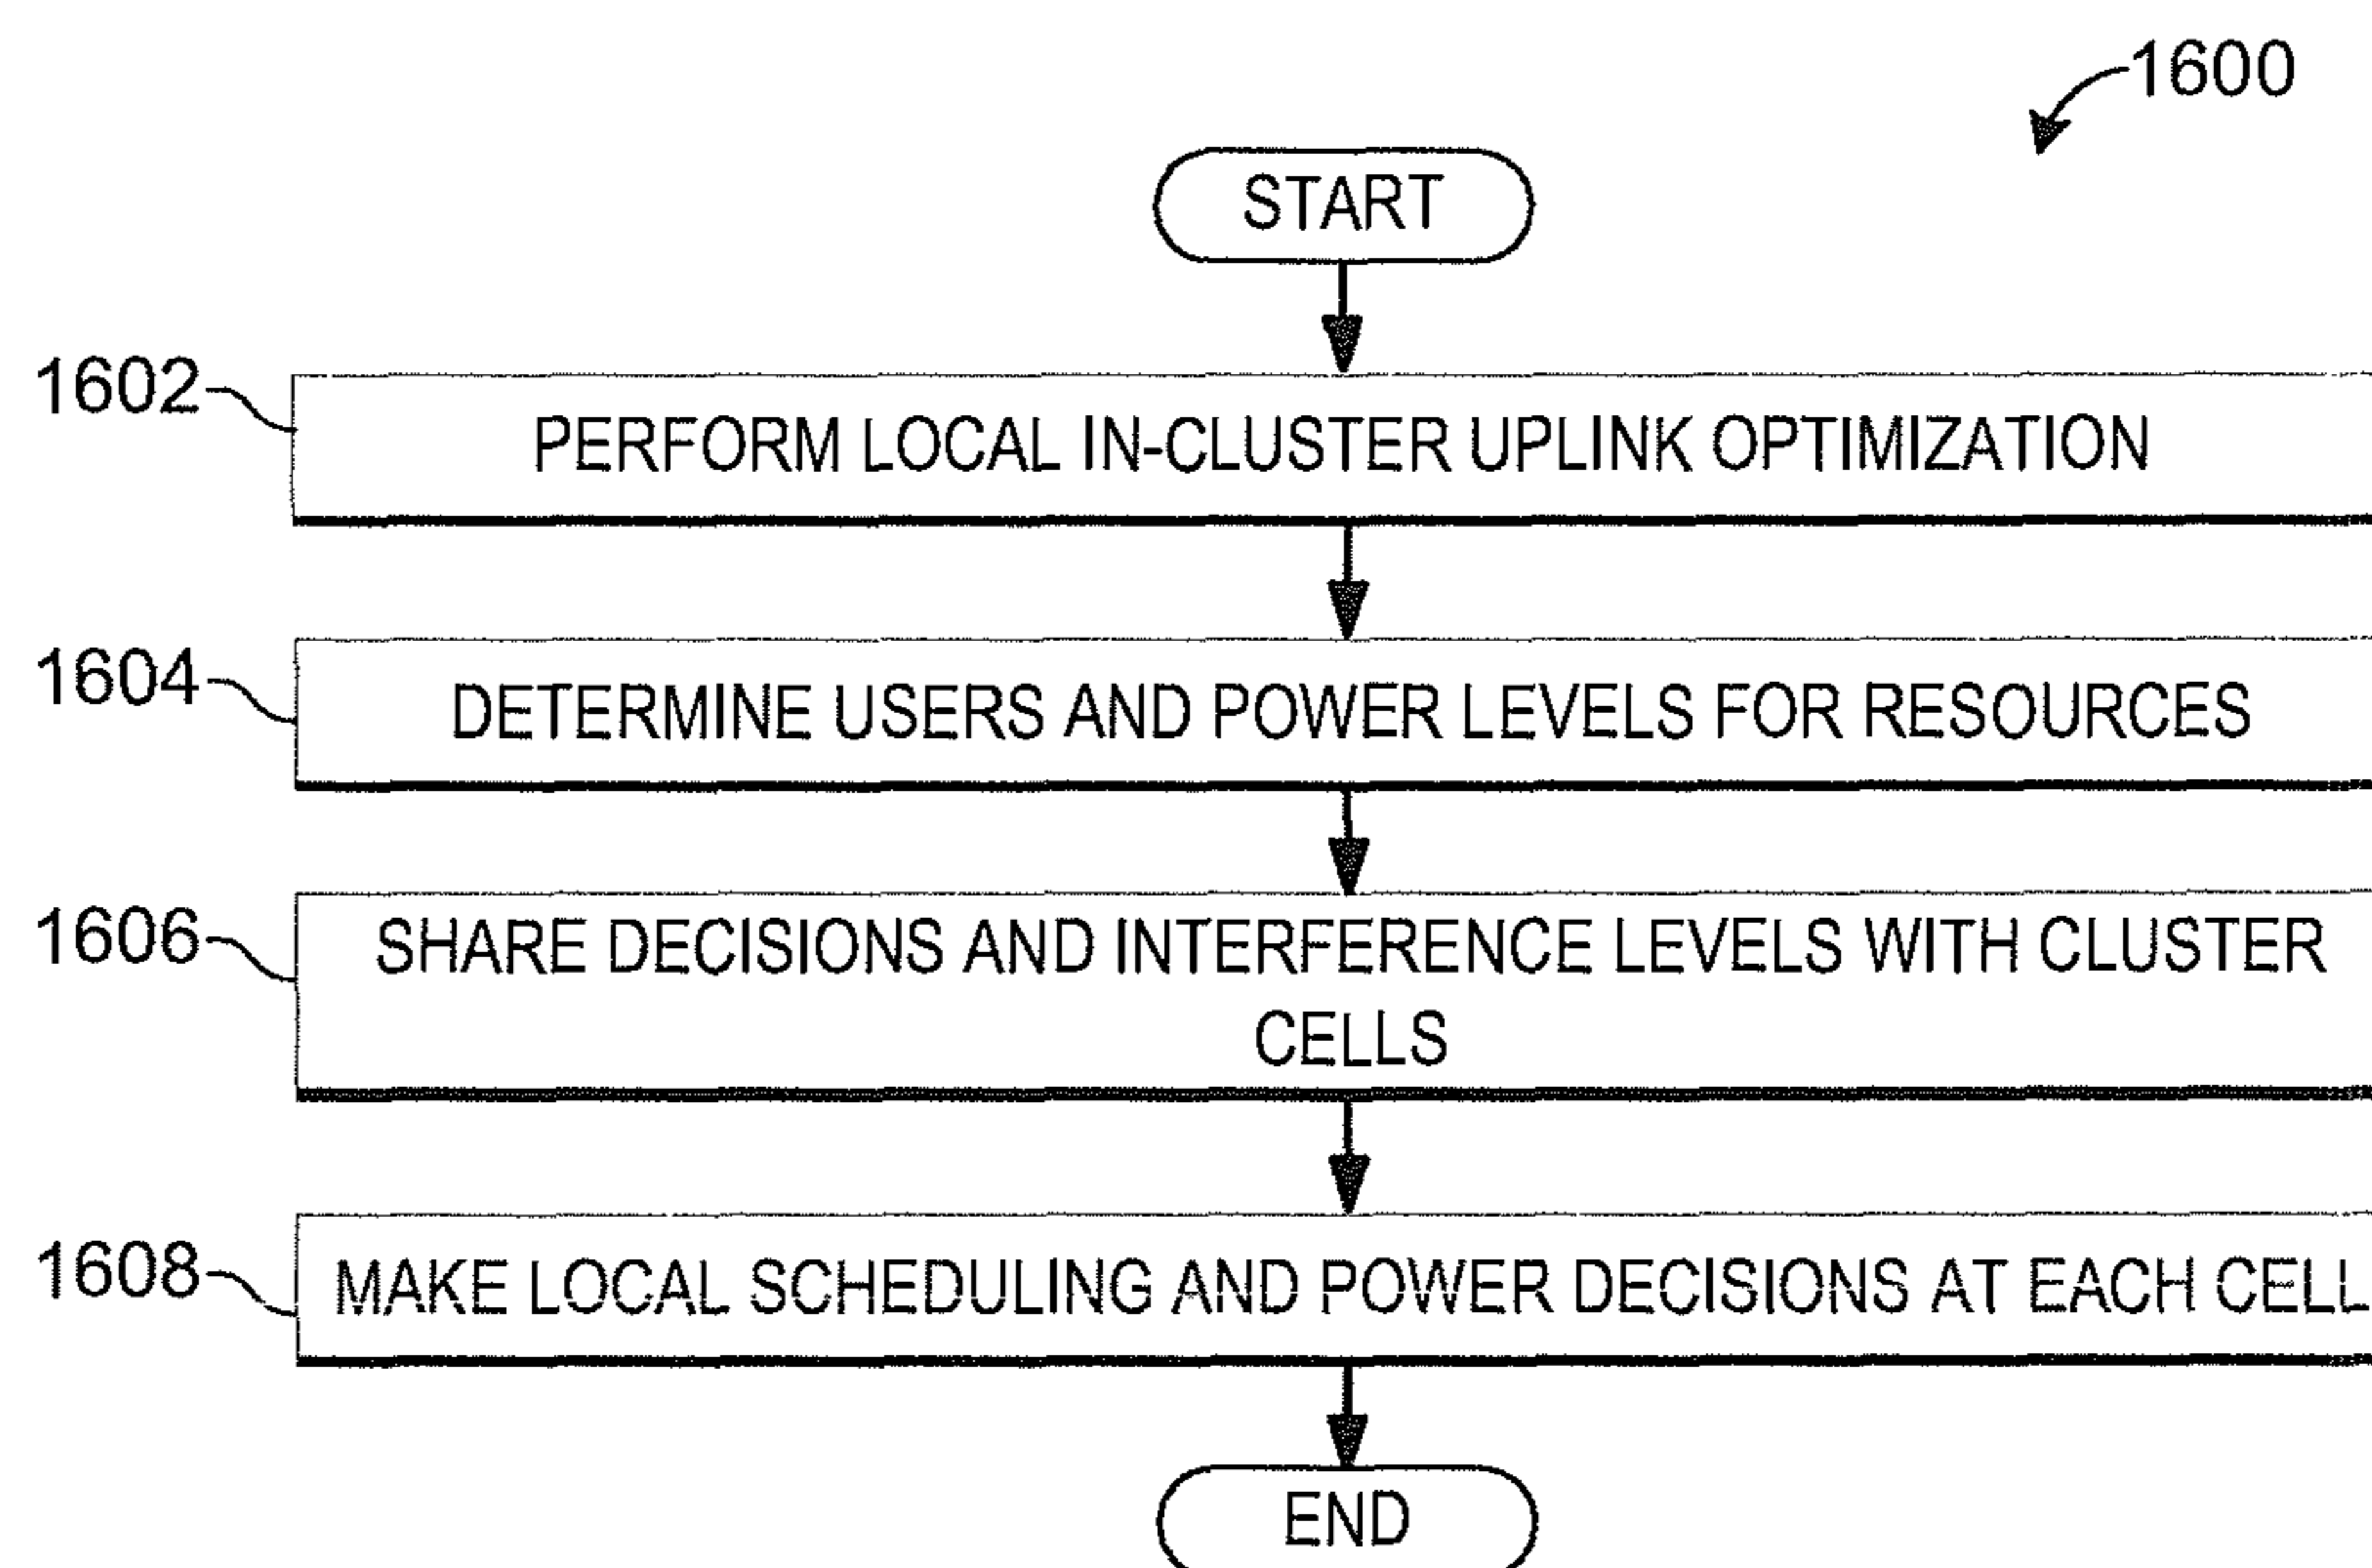 1600
START
1602
PERFORM LOCAL IN-CLUSTER UPLINK OPTIMIZATION
1604
DETERMINE USERS AND POWER LEVELS FOR RESOURCES
1606
SHARE DECISIONS AND INTERFERENCE LEVELS WITH CLUSTER
CELLS
1608
MAKE LOCAL SCHEDULING AND POWER DECISIONS AT EACH CELL
END